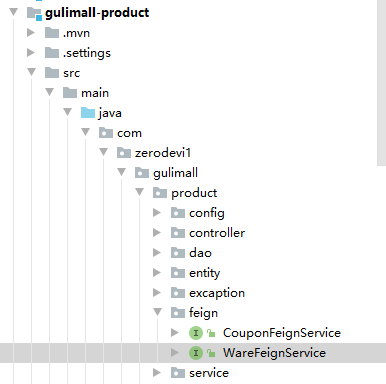 gulimall-product
.mvn
.settings
src
main
java
com
zerodevi1
gulimall
product
config
controller
dao
entity
excaption
feign
CouponFeignService
WareFeignService
service